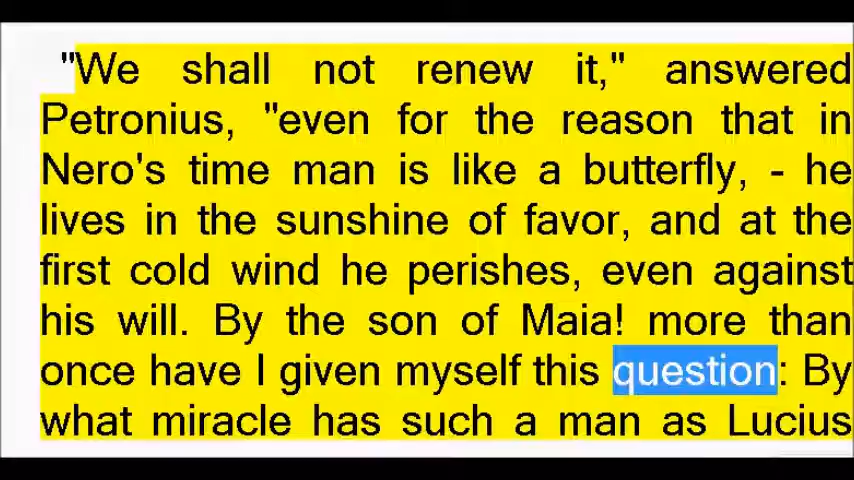 "We shall not renew it," answered
Petronius, "even for the reason that in
Nero's time man is like a butterfly, - he
lives in the sunshine of favor, and at the
first cold wind he perishes, even against
his will. By the son of Maia! more than
once have I given myself this question: By
what miracle has such a man as Lucius